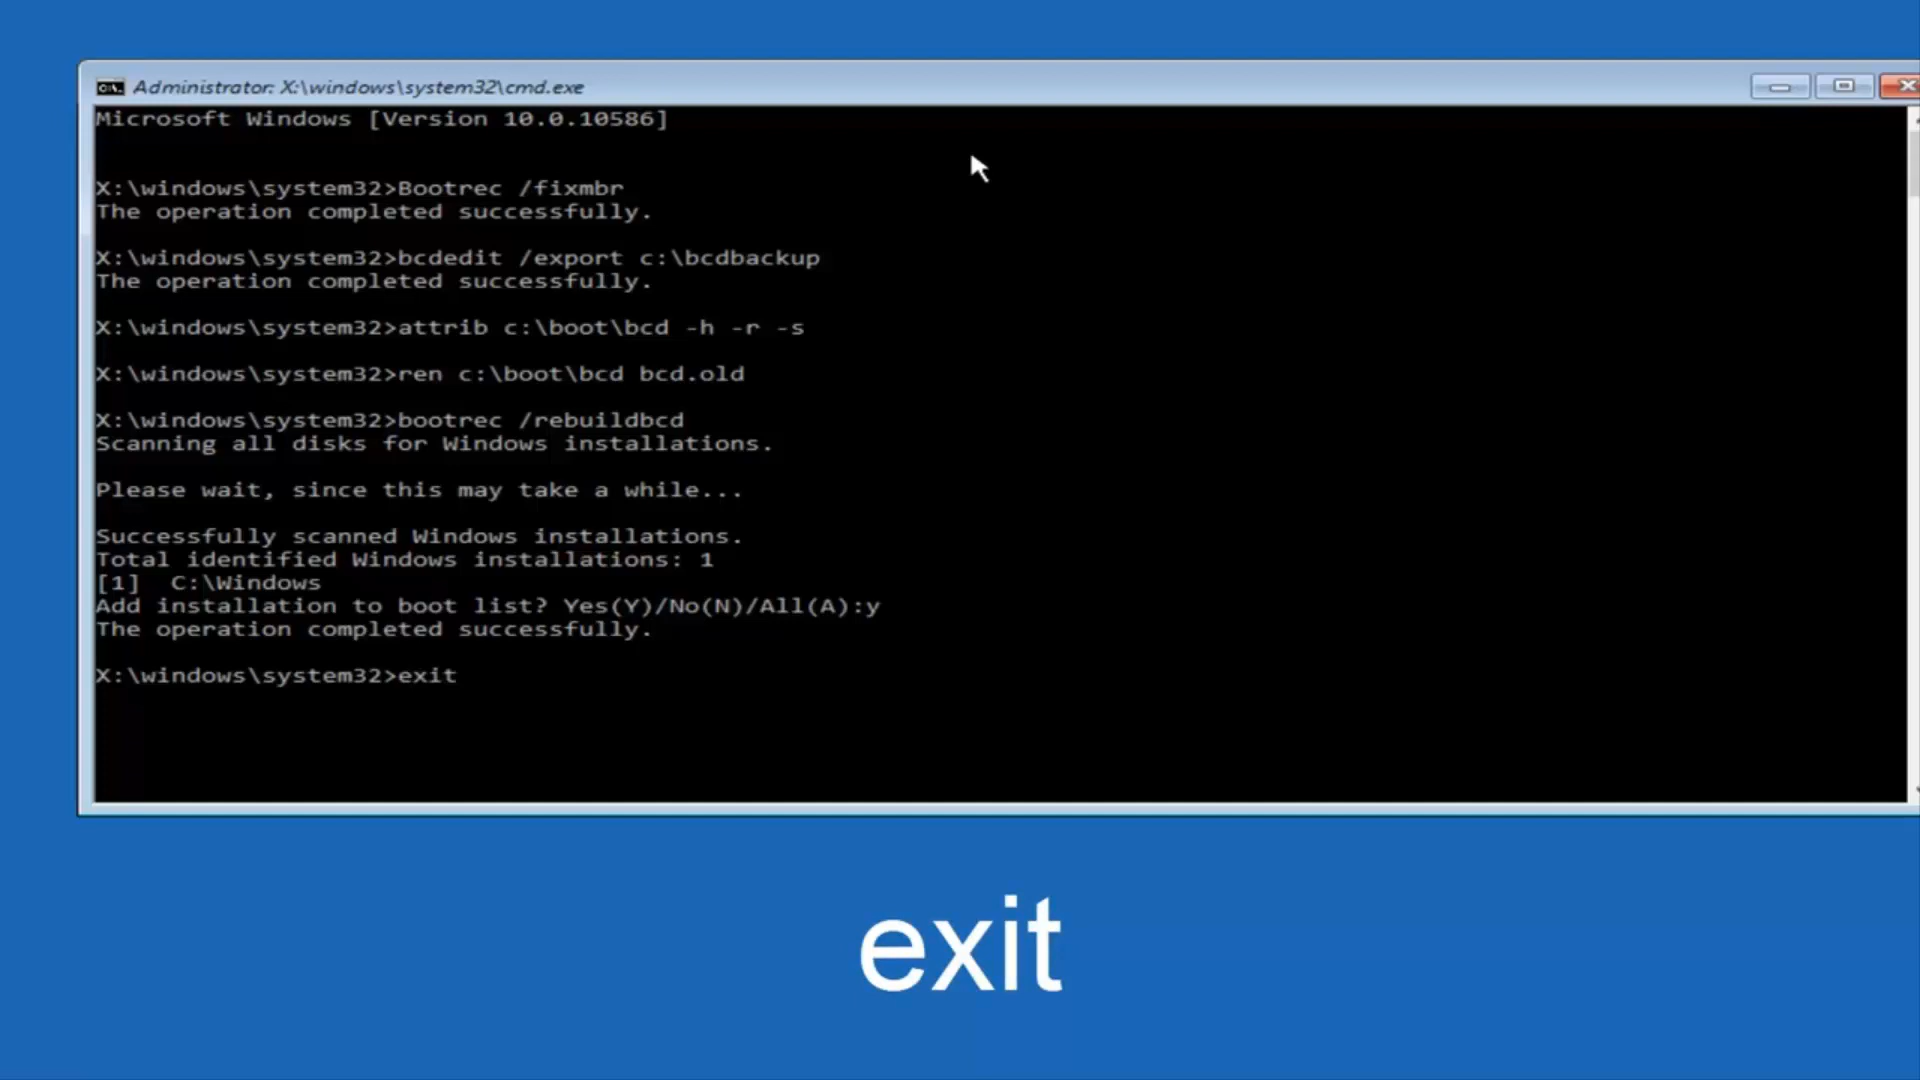 Administrator: X:\windows\system32\cmd.exe
Microsoft Windows [Version 10.0.10586]
X:\windows\system32>Bootrec /fixmbr
The operation completed successfully.
X:\windows\system32>bcdedit /export c:\bcdbackup
The operation completed successfully.
X:\windows\system32>attrib c:\boot\bcd -h -r -s
X:\windows\system32>ren c:\boot\bcd bcd.old
X:\windows\system32>bootrec /rebuildbcd
Scanning all disks for Windows installations.
Please wait, since this may take a while...
Successfully scanned Windows installations.
Total identified Windows installations: 1
[1]  C:\Windows
Add installation to boot list? Yes(Y)/No(N)/All(A):y
The operation completed successfully.
X:\windows\system32>exit
exit